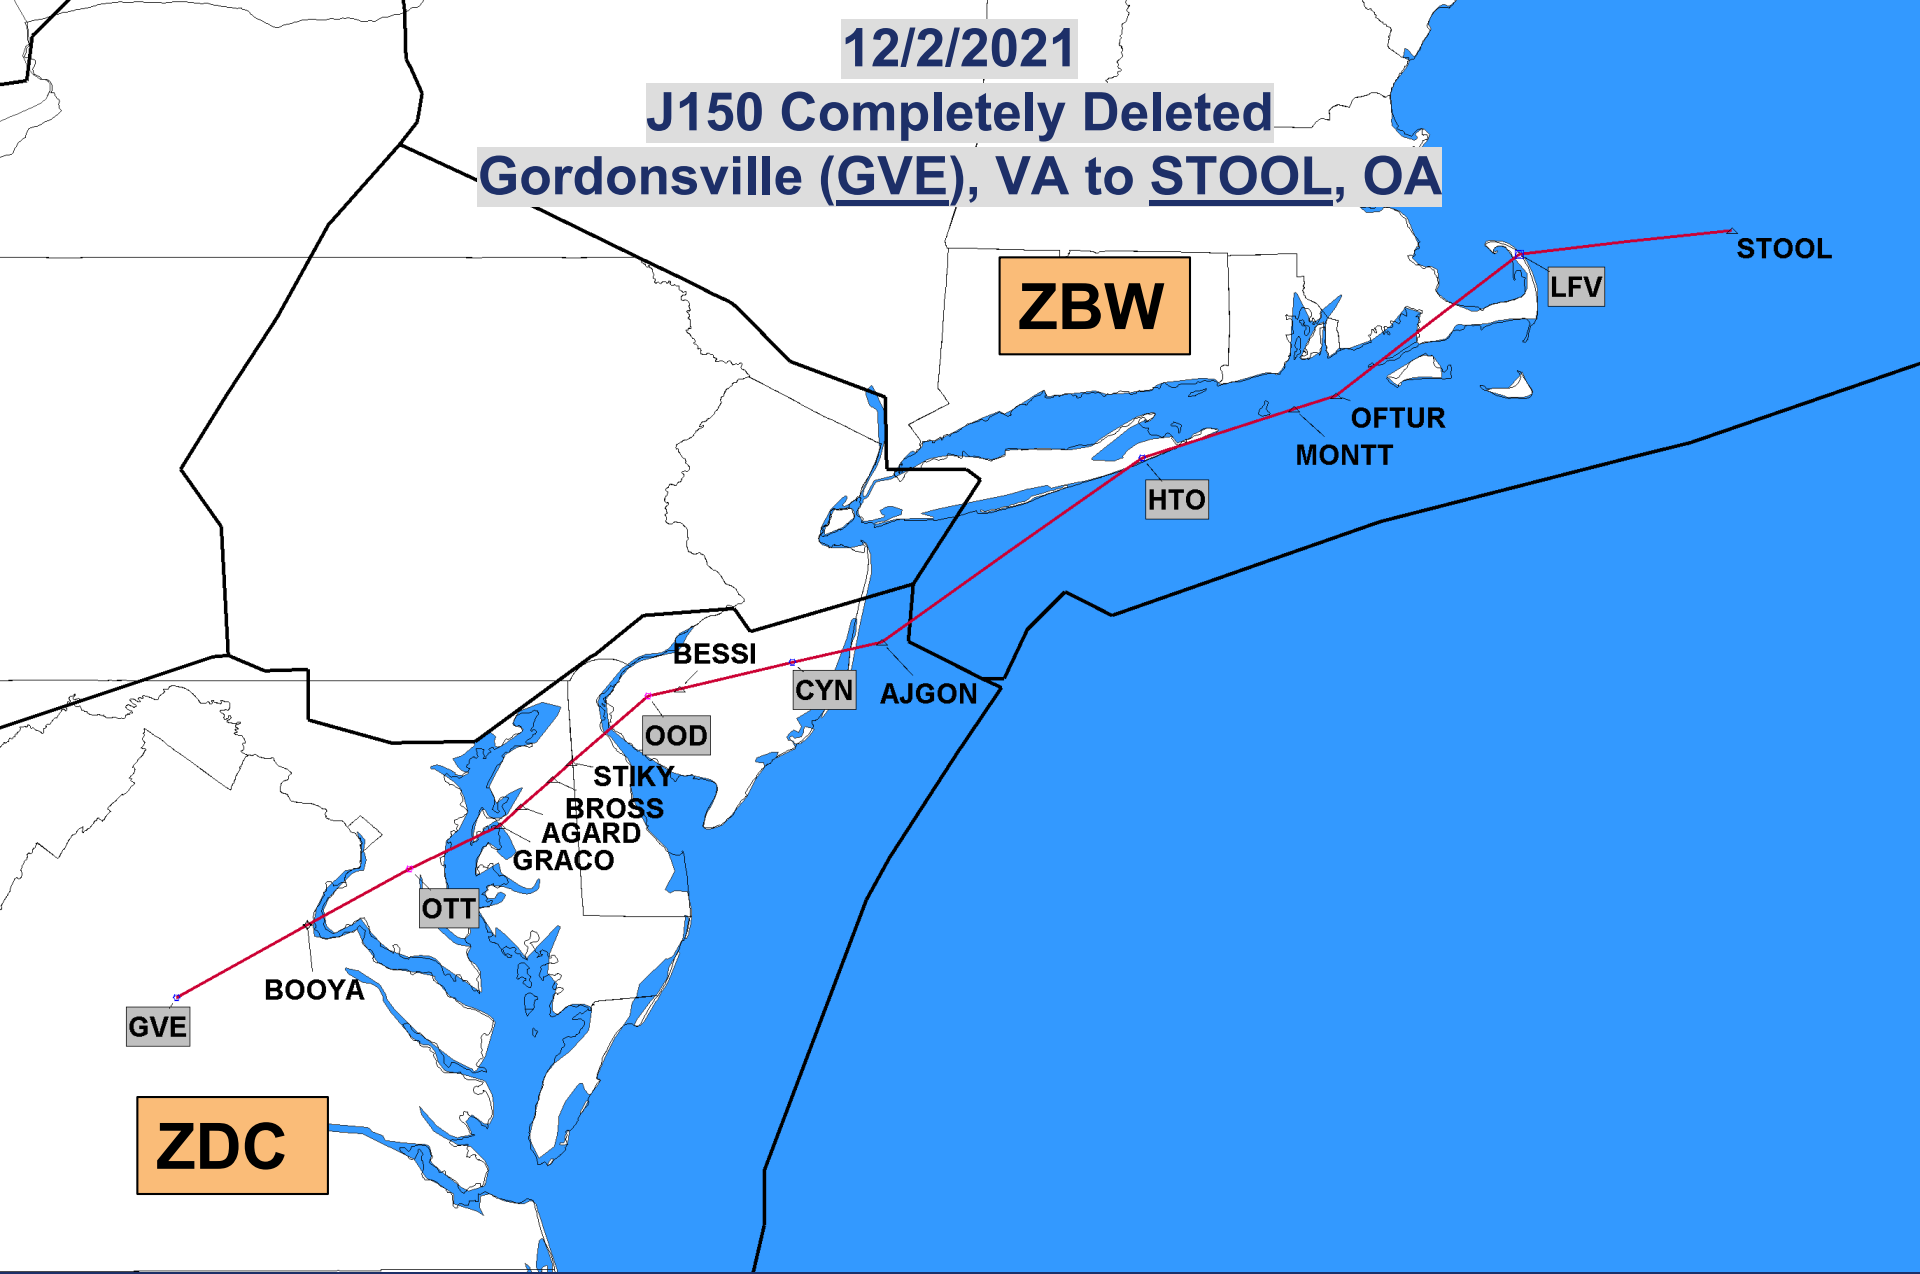 12/2/2021
J150 Completely Deleted
Gordonsville (GVE), VA to STOOL, OA
STOOL
LFV
ZBW
OFTUR
MONTT
HTO
BESSI
CYN
AJGON
OOD
STIKY
BROSS
AGARD
GRACO
OTT
BOOYA
GVE
ZDC